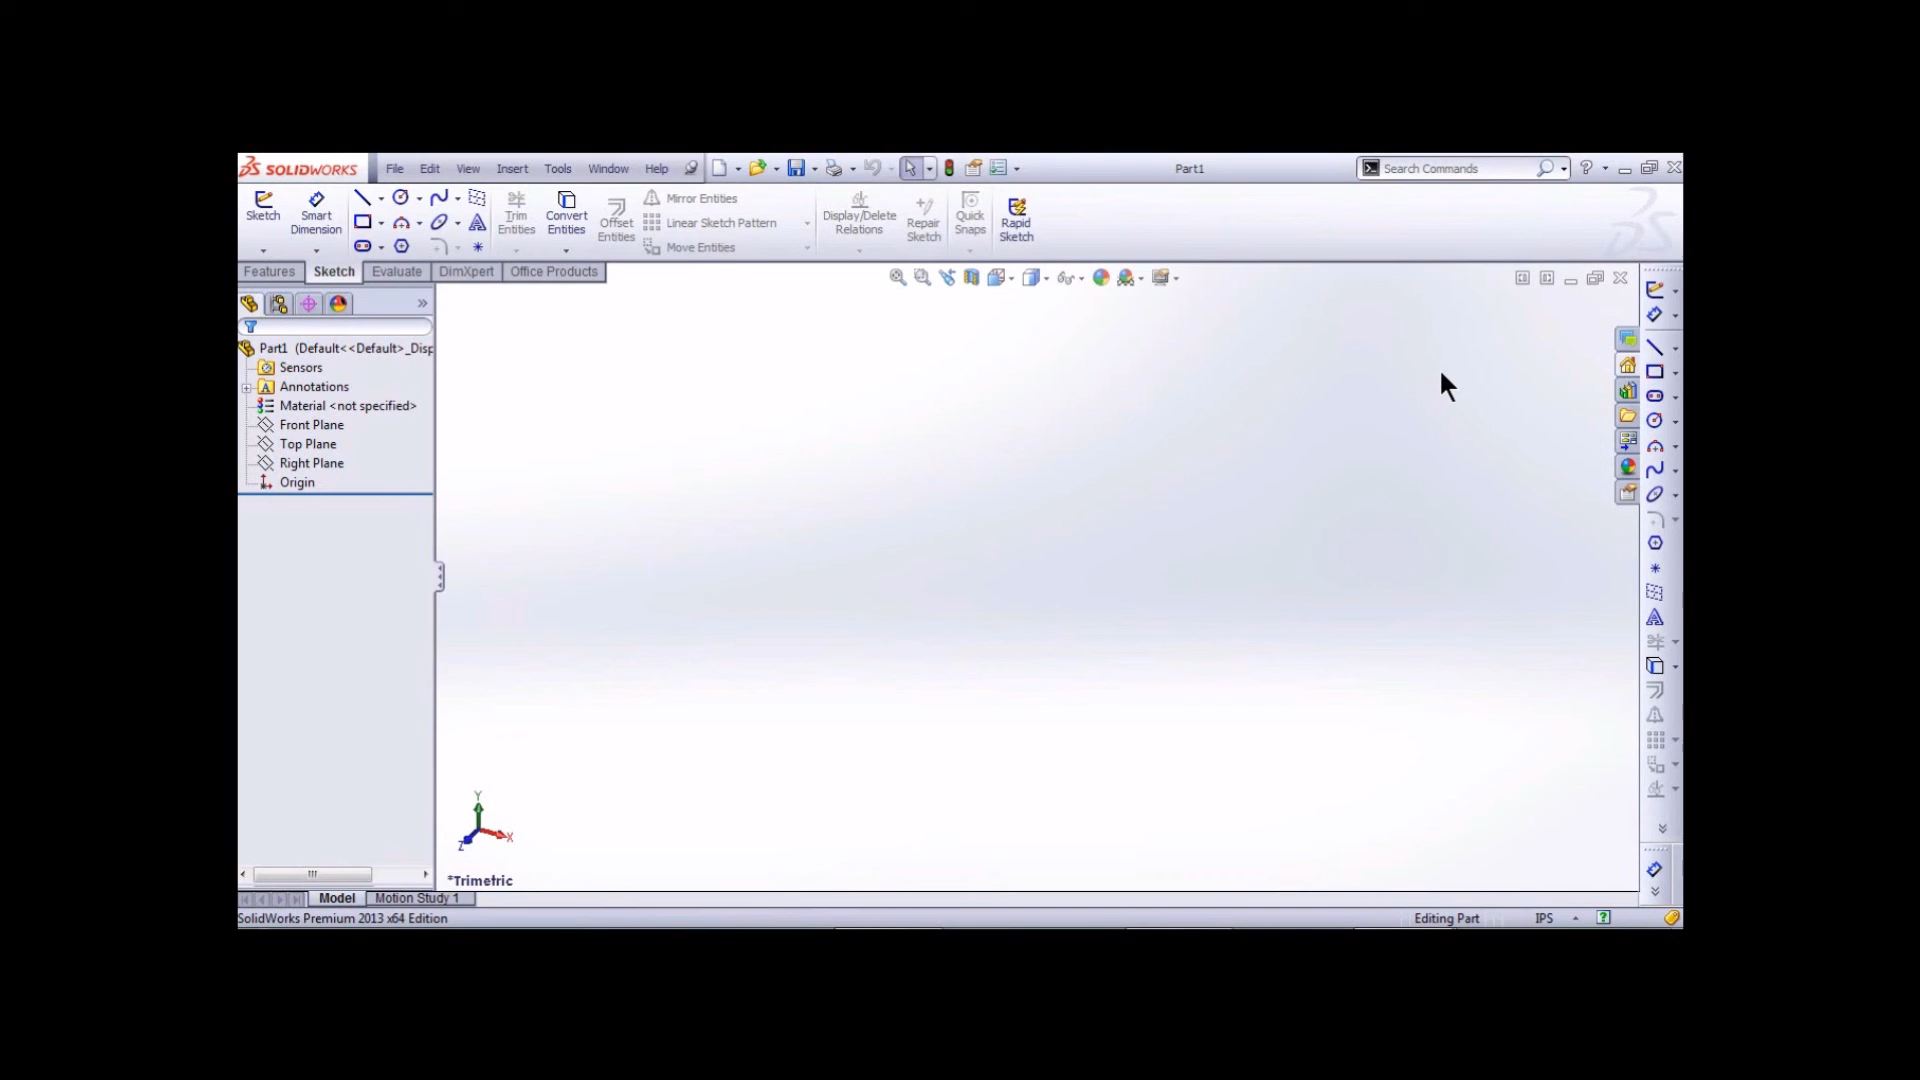 SOLIDWORKS File Edit View Insert Tools Window Help Part1 Search Commands
Sketch Smart Dimension Trim Entities Convert Entities Offset Entities Mirror Entities Linear Sketch Pattern Move Entities Display/Delete Relations Repair Sketch Quick Snaps Rapid Sketch
Features Sketch Evaluate DimXpert Office Products
Part1 (Default<<Default>_Disp
Sensors
Annotations
Material <not specified>
Front Plane
Top Plane
Right Plane
Origin
Y
X
Z
*Trimetric
Model Motion Study 1
SolidWorks Premium 2013 x64 Edition Editing Part IPS